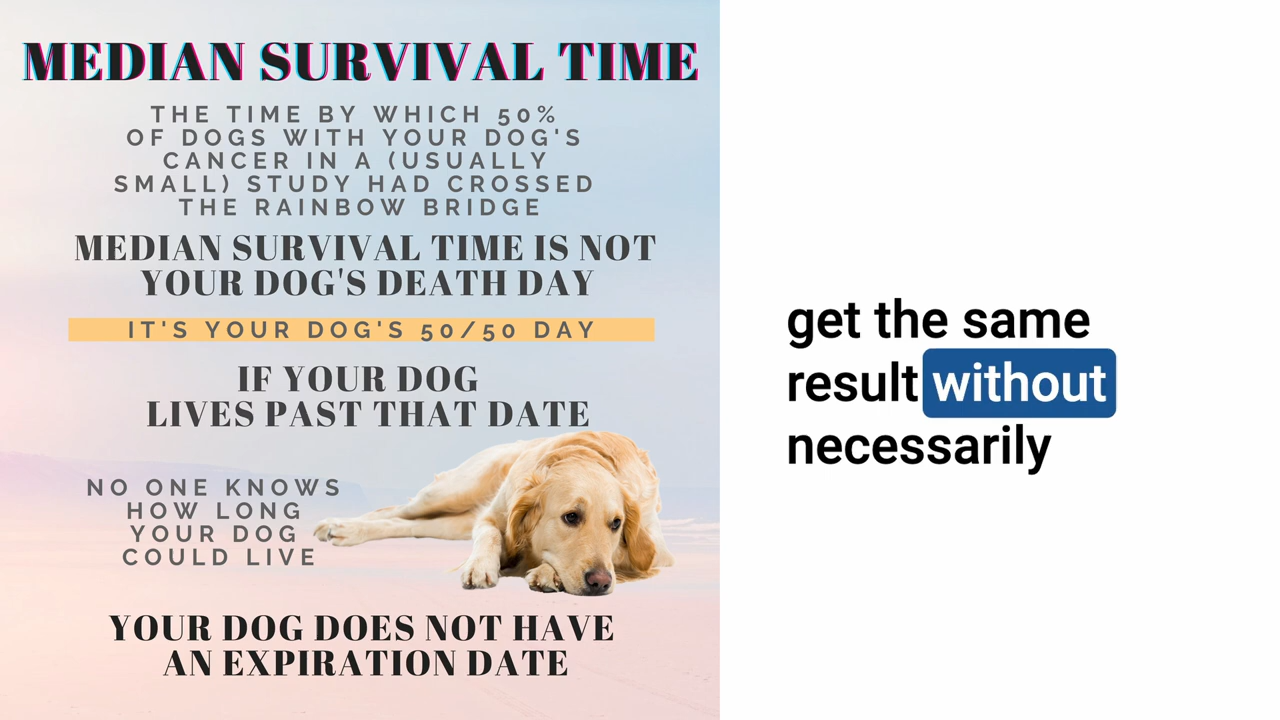 MEDIAN SURVIVAL TIME
THE TIME BY WHICH 50%
OF DOGS WITH YOUR DOG'S
CANCER IN A (USUALLY
SMALL) STUDY HAD CROSSED
THE RAINBOW BRIDGE
MEDIAN SURVIVAL TIME IS NOT
YOUR DOG'S DEATH DAY
IT'S YOUR DOG'S 50/50 DAY
IF YOUR DOG
LIVES PAST THAT DATE
NO ONE KNOWS
HOW LONG
YOUR DOG
COULD LIVE
YOUR DOG DOES NOT HAVE
AN EXPIRATION DATE
get the same
result without
necessarily